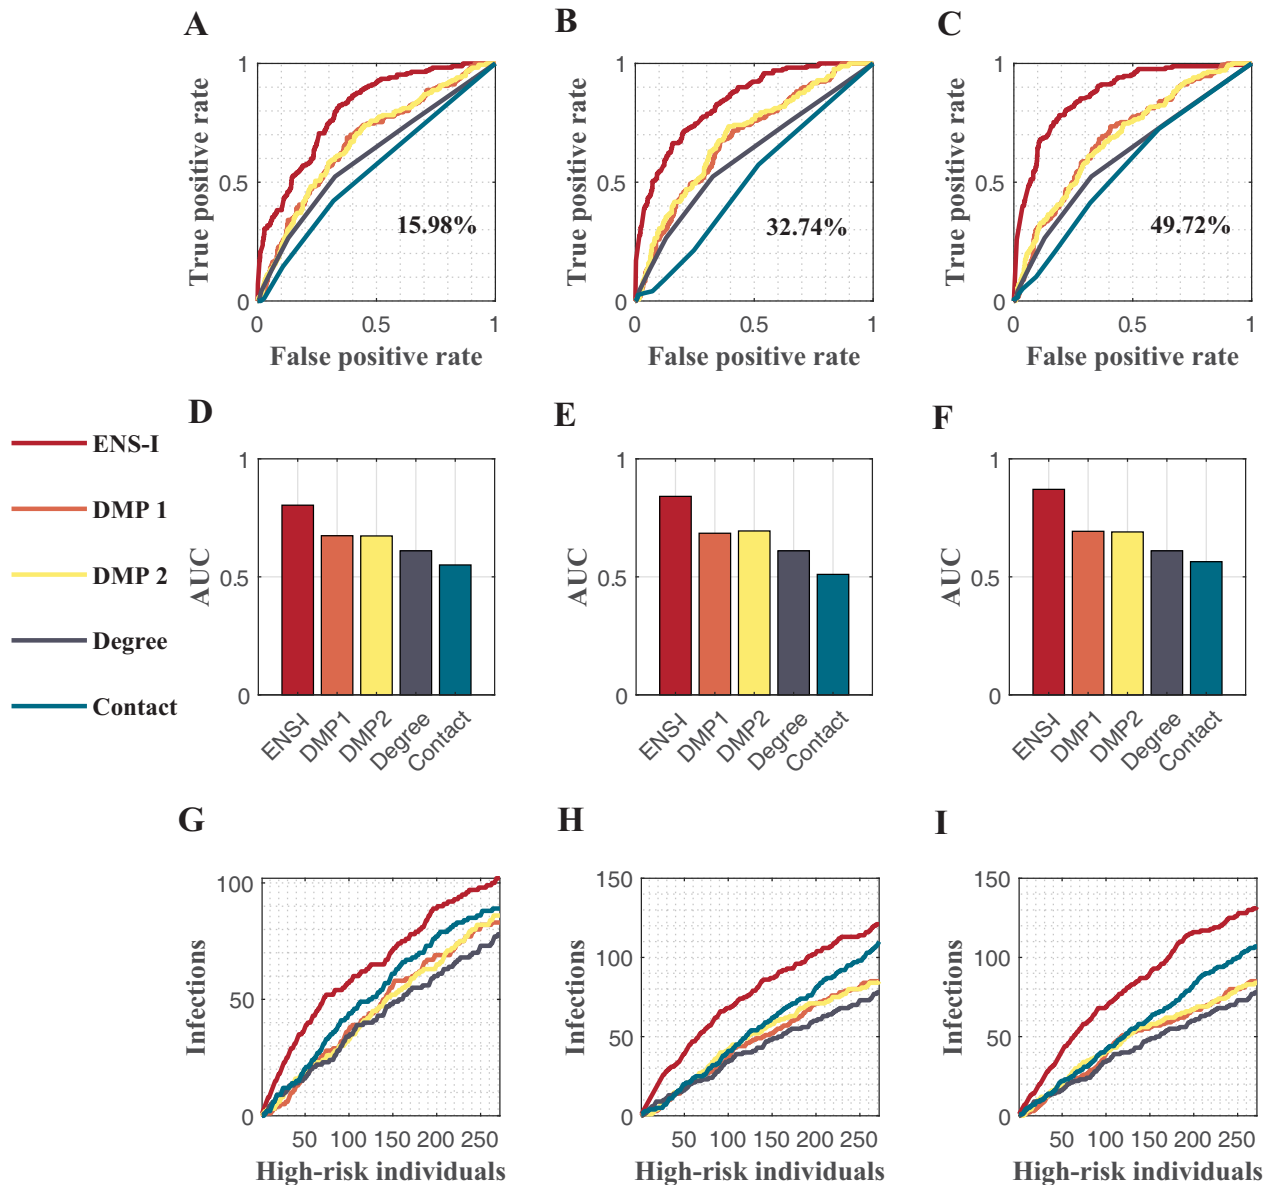 A
B
C
1
0.5
0
True positive rate
15.98%
0
0.5
1
False positive rate
1
0.5
0
True positive rate
32.74%
0
0.5
1
False positive rate
1
0.5
0
True positive rate
49.72%
0
0.5
1
False positive rate
ENS-I
DMP 1
DMP 2
Degree
Contact
D
1
0.5
0
AUC
ENS-I
DMP1
DMP2
Degree
Contact
E
1
0.5
0
AUC
ENS-I
DMP1
DMP2
Degree
Contact
F
1
0.5
0
AUC
ENS-I
DMP1
DMP2
Degree
Contact
G
100
50
0
Infections
50 100 150 200 250
High-risk individuals
H
150
100
50
0
Infections
50 100 150 200 250
High-risk individuals
I
150
100
50
0
Infections
50 100 150 200 250
High-risk individuals